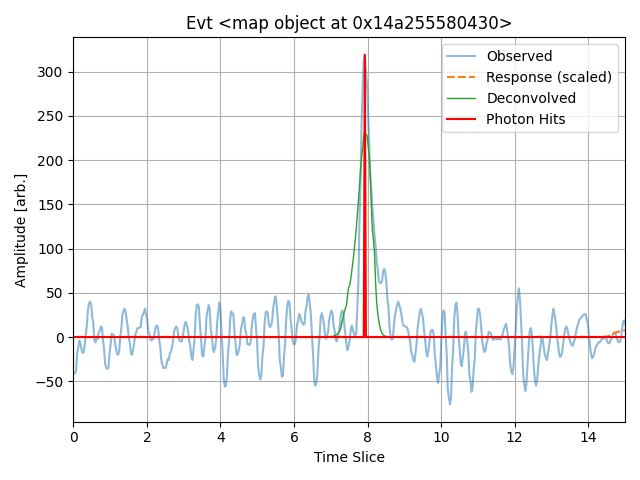 Evt <map object at 0x14a255580430>
Observed
Response (scaled)
Deconvolved
Photon Hits
Amplitude [arb.]
300
250
200
150
100
50
0
−50
0 2 4 6 8 10 12 14
Time Slice